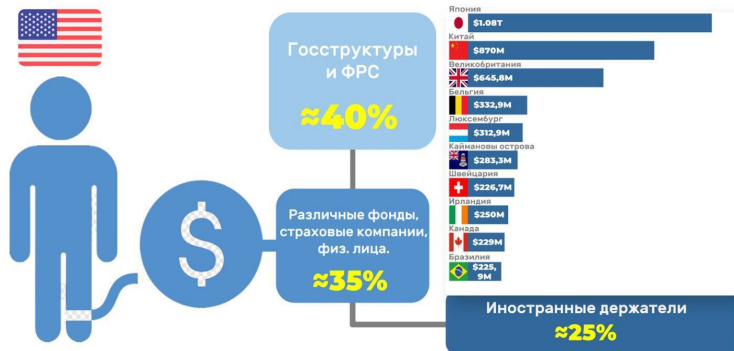 Госструктуры
и ФРС
≈40%
$
Различные фонды,
страховые компании,
физ. лица.
≈35%
Япония
$1.08T
Китай
$870M
Великобритания
$645,8M
Бельгия
$332,9M
Люксембург
$312,9M
Каймановы острова
$283,3M
Швейцария
$226,7M
Ирландия
$250M
Канада
$229M
Бразилия
$225,
9M
Иностранные держатели
≈25%